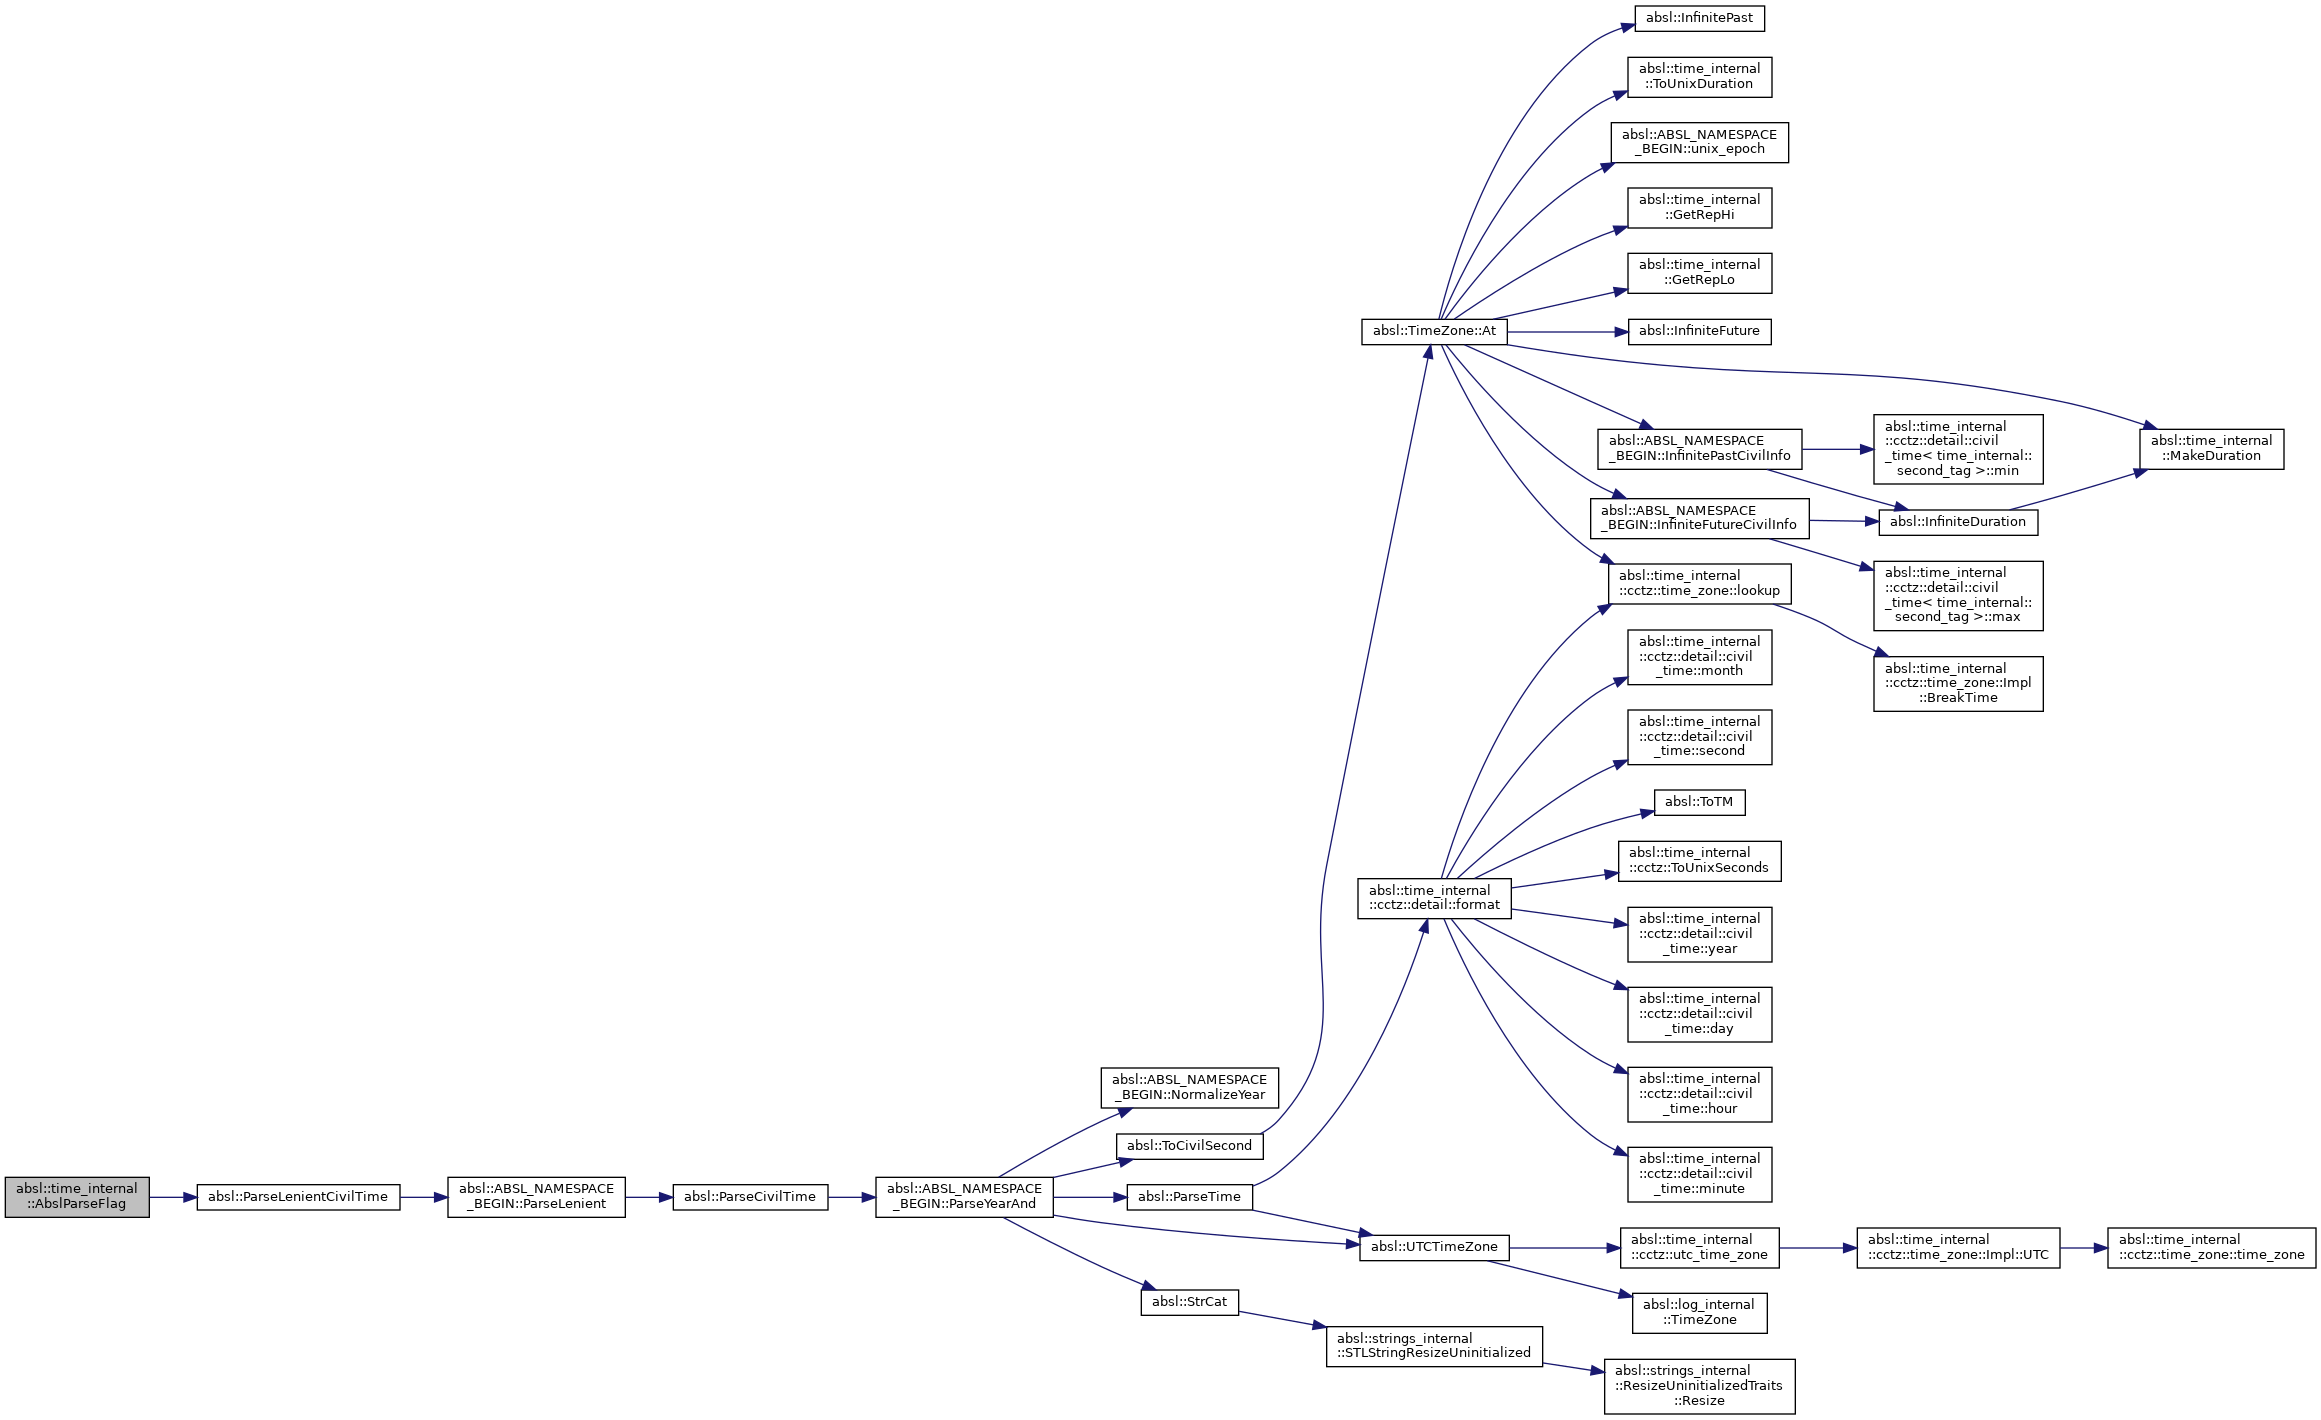 absl::InfinitePast
absl::time_internal
::ToUnixDuration
absl::ABSL_NAMESPACE
_BEGIN::unix_epoch
absl::time_internal
::GetRepHi
absl::time_internal
::GetRepLo
absl::TimeZone::At
absl::InfiniteFuture
absl::ABSL_NAMESPACE
_BEGIN::InfinitePastCivilInfo
absl::time_internal
::cctz::detail::civil
_time< time_internal::
second_tag >::min
absl::time_internal
::MakeDuration
absl::ABSL_NAMESPACE
_BEGIN::InfiniteFutureCivilInfo
absl::InfiniteDuration
absl::time_internal
::cctz::time_zone::lookup
absl::time_internal
::cctz::detail::civil
_time< time_internal::
second_tag >::max
absl::time_internal
::cctz::detail::civil
_time::month
absl::time_internal
::cctz::time_zone::Impl
::BreakTime
absl::time_internal
::cctz::detail::civil
_time::second
absl::ToTM
absl::time_internal
::cctz::ToUnixSeconds
absl::time_internal
::cctz::detail::format
absl::time_internal
::cctz::detail::civil
_time::year
absl::time_internal
::cctz::detail::civil
_time::day
absl::time_internal
::cctz::detail::civil
_time::hour
absl::ABSL_NAMESPACE
_BEGIN::NormalizeYear
absl::ToCivilSecond
absl::time_internal
::cctz::detail::civil
_time::minute
absl::time_internal
::AbslParseFlag
absl::ParseLenientCivilTime
absl::ABSL_NAMESPACE
_BEGIN::ParseLenient
absl::ParseCivilTime
absl::ABSL_NAMESPACE
_BEGIN::ParseYearAnd
absl::ParseTime
absl::UTCTimeZone
absl::time_internal
::cctz::utc_time_zone
absl::time_internal
::cctz::time_zone::Impl::UTC
absl::time_internal
::cctz::time_zone::time_zone
absl::StrCat
absl::log_internal
::TimeZone
absl::strings_internal
::STLStringResizeUninitialized
absl::strings_internal
::ResizeUninitializedTraits
::Resize